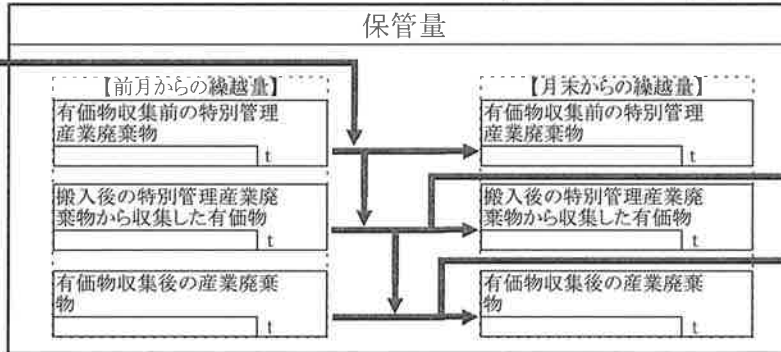 保管量
【前月からの繰越量】
有価物収集前の特別管理
産業廃棄物
t
搬入後の特別管理産業廃
棄物から収集した有価物
t
有価物収集後の産業廃棄
物
t
【月末からの繰越量】
有価物収集前の特別管理
産業廃棄物
t
搬入後の特別管理産業廃
棄物から収集した有価物
t
有価物収集後の産業廃棄
物
t